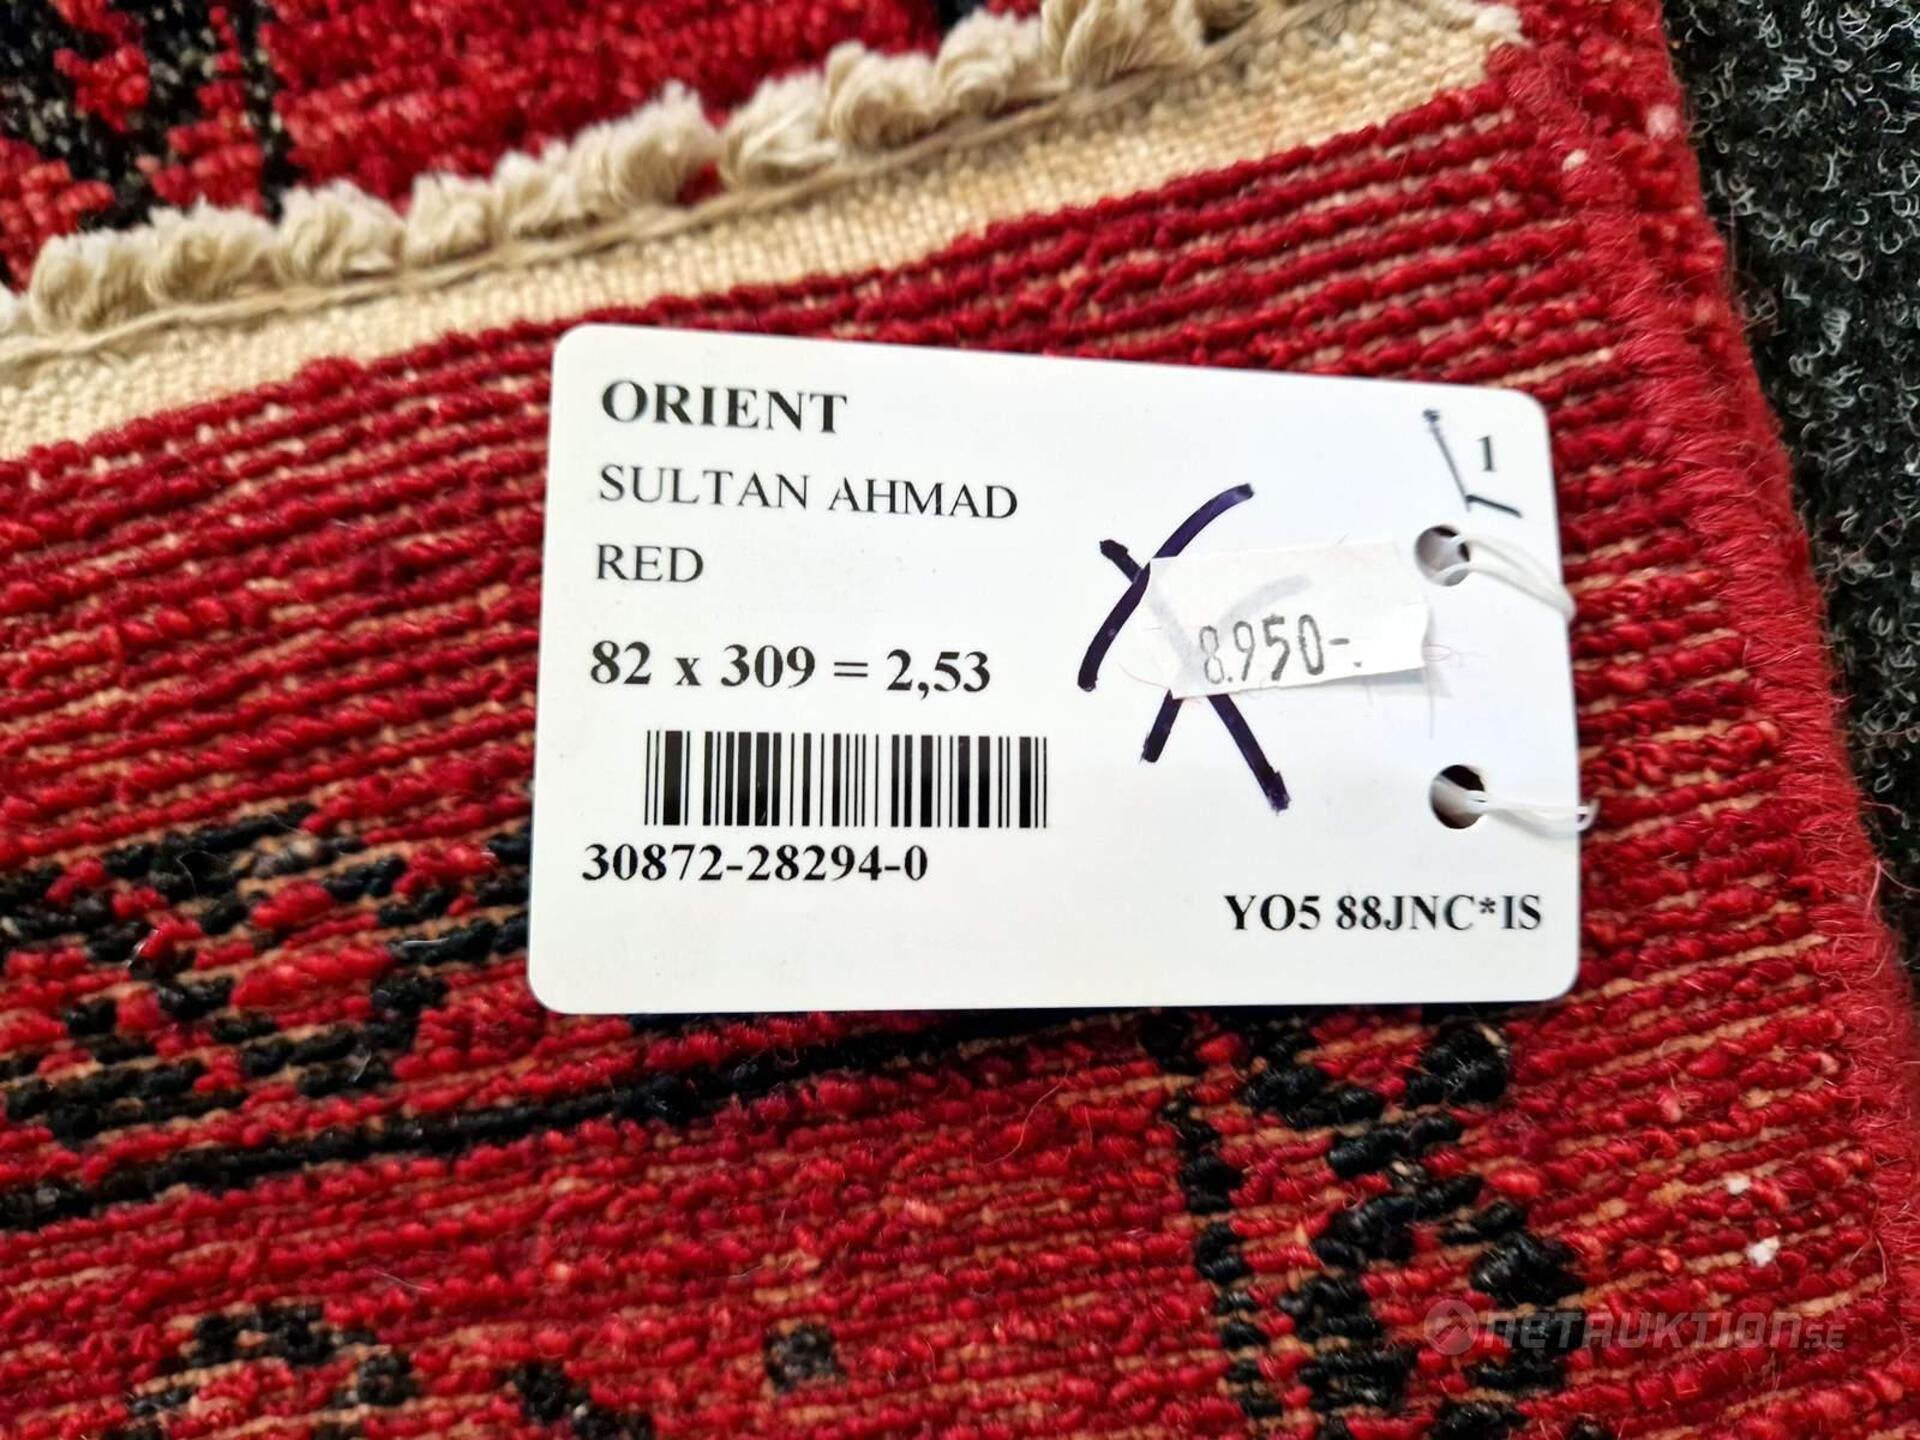 ORIENT
1
SULTAN AHMAD
RED
8.950-.
82 x 309 = 2,53
30872-28294-0
YO5 88JNC*IS
NETAUKTION.SE